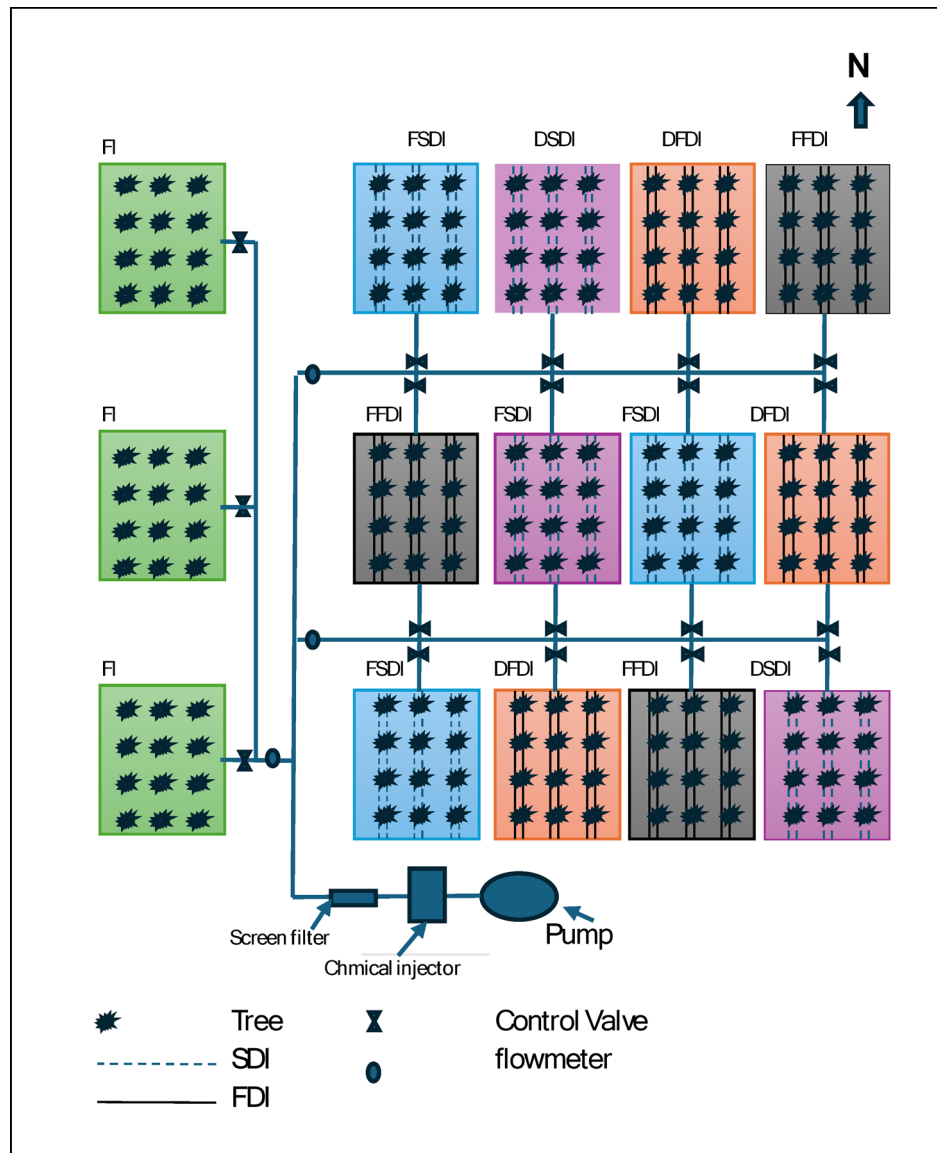 N
FI
FSDI
DSDI
DFDI
FFDI
FI
FFDI
FSDI
FSDI
DFDI
FI
FSDI
DFDI
FFDI
DSDI
Screen filter
Chmical injector
Pump
Tree
Control Valve
SDI
flowmeter
FDI